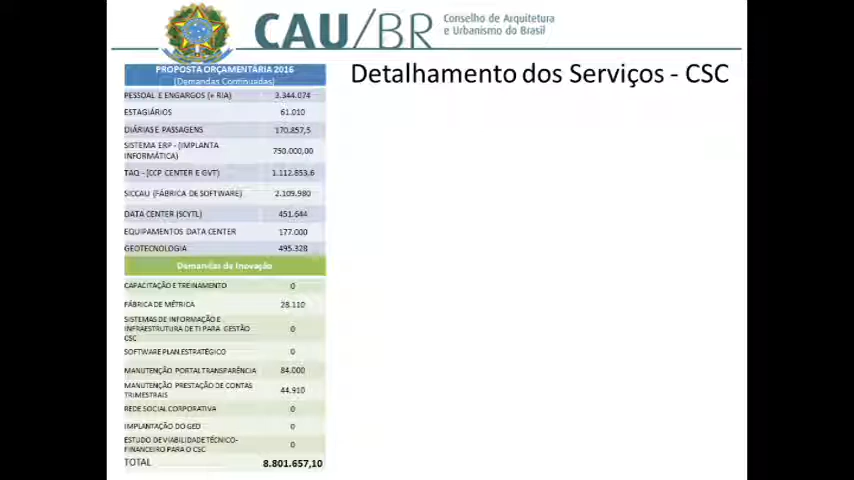 CAU/BR
Conselho de Arquitetura
e Urbanismo do Brasil
Detalhamento dos Serviços - CSC
PROPOSTA ORÇAMENTÁRIA 2016
(Demandas Continuadas)
PESSOAL E ENGARGOS (+ RIA) 3.344.074
ESTAGIÁRIOS 61.010
DIÁRIAS E PASSAGENS 170.857,5
SISTEMA ERP - (IMPLANTA
INFORMÁTICA) 750.000,00
TAQ - (CCP CENTER E GVT) 1.112.853,6
SICCAU (FÁBRICA DE SOFTWARE) 2.109.980
DATA CENTER (SCYTL) 451.644
EQUIPAMENTOS DATA CENTER 177.000
GEOTECNOLOGIA 495.328
Demandas de Inovação
CAPACITAÇÃO E TREINAMENTO 0
FÁBRICA DE MÉTRICA 28.110
SISTEMAS DE INFORMAÇÃO E
INFRAESTRUTURA DE TI PARA GESTÃO
CSC 0
SOFTWARE PLAN.ESTRATÉGICO 0
MANUTENÇÃO PORTAL TRANSPARÊNCIA 84.000
MANUTENÇÃO PRESTAÇÃO DE CONTAS
TRIMESTRAIS 44.910
REDE SOCIAL CORPORATIVA 0
IMPLANTAÇÃO DO GED 0
ESTUDO DE VIABILIDADE TÉCNICO-
FINANCEIRO PARA O CSC 0
TOTAL 8.801.657,10